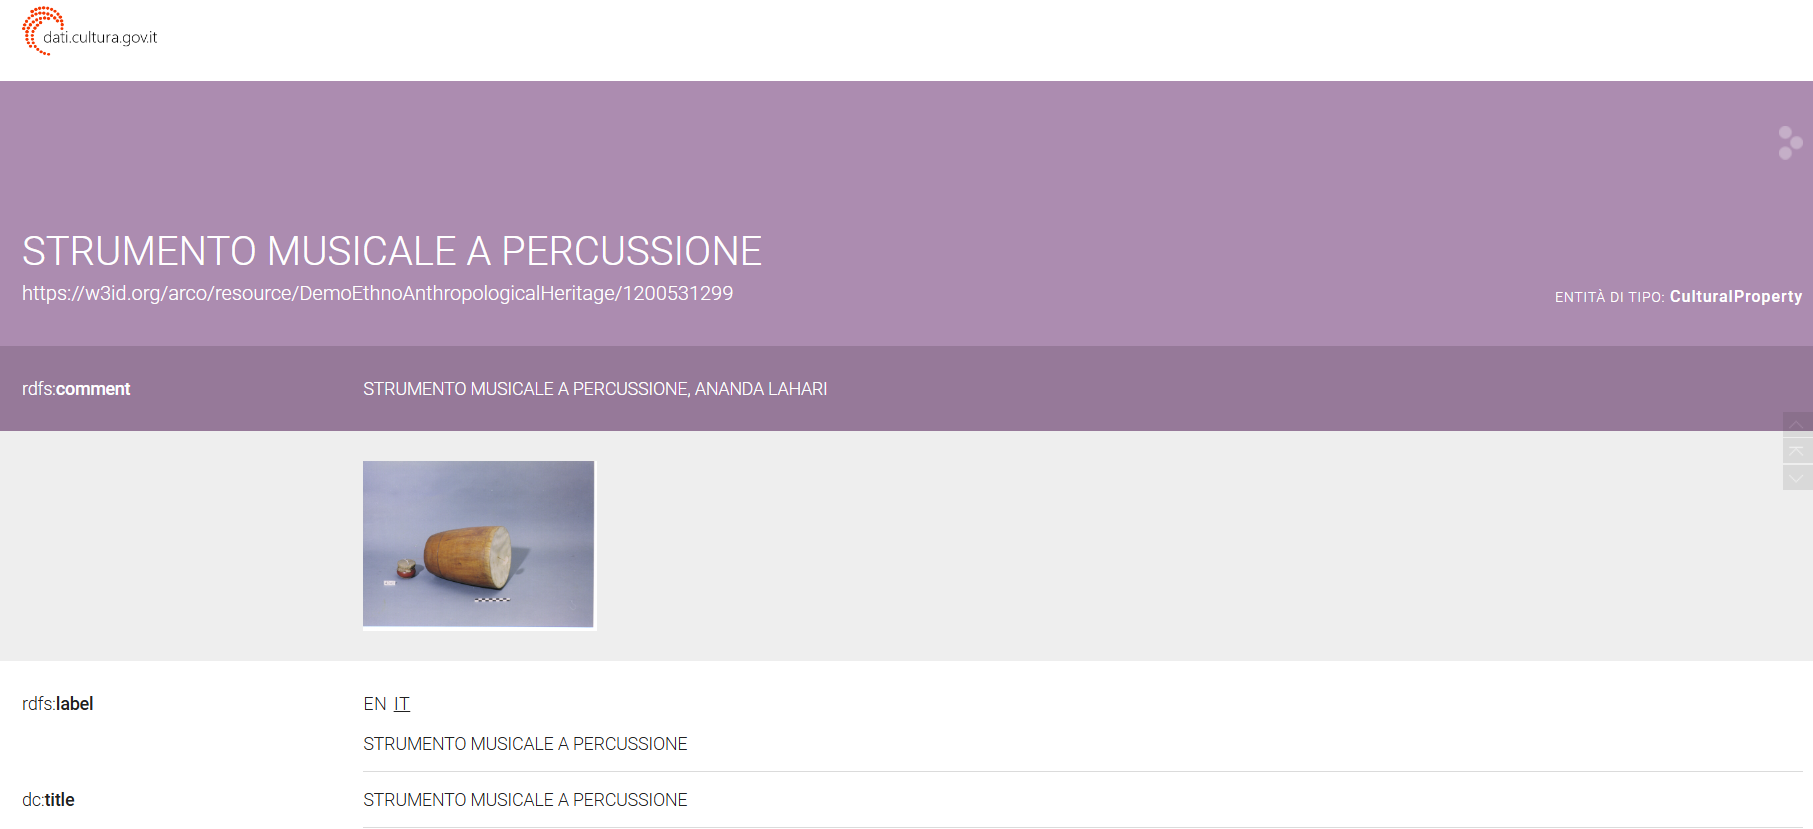 dati.cultura.gov.it
STRUMENTO MUSICALE A PERCUSSIONE
https://w3id.org/arco/resource/DemoEthnoAnthropologicalHeritage/1200531299
ENTITÀ DI TIPO: CulturalProperty
rdfs:comment STRUMENTO MUSICALE A PERCUSSIONE, ANANDA LAHARI
rdfs:label EN IT
STRUMENTO MUSICALE A PERCUSSIONE
dc:title STRUMENTO MUSICALE A PERCUSSIONE